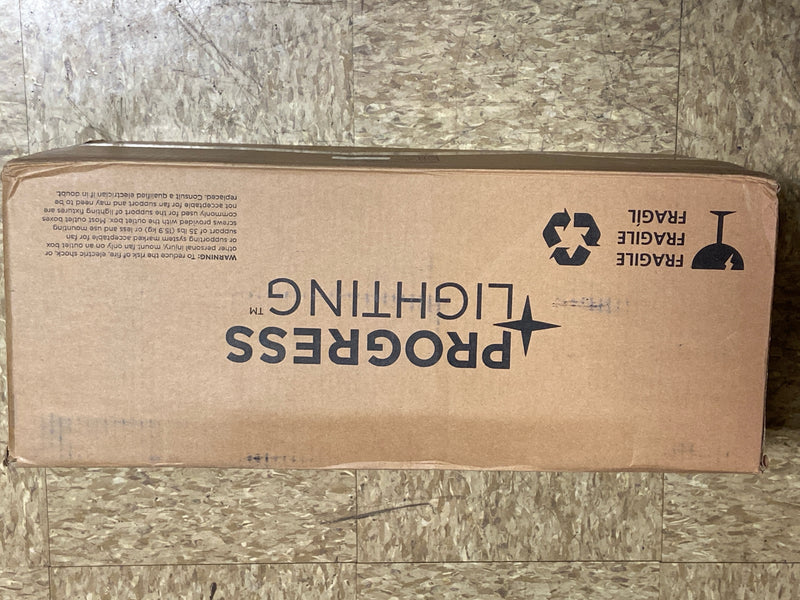 FRAGILE
FRAGILE
FRAGÍL
PROGRESS
LIGHTING™
WARNING: To reduce the risk of fire, electric shock, or
other personal injury, mount fan only on an outlet box
or supporting system marked acceptable for fan
support of 35 lbs (15.9 kg) or less and use mounting
screws provided with the outlet box. Most outlet boxes
commonly used for the support of lighting fixtures are
not acceptable for fan support and may need to be
replaced. Consult a qualified electrician if in doubt.